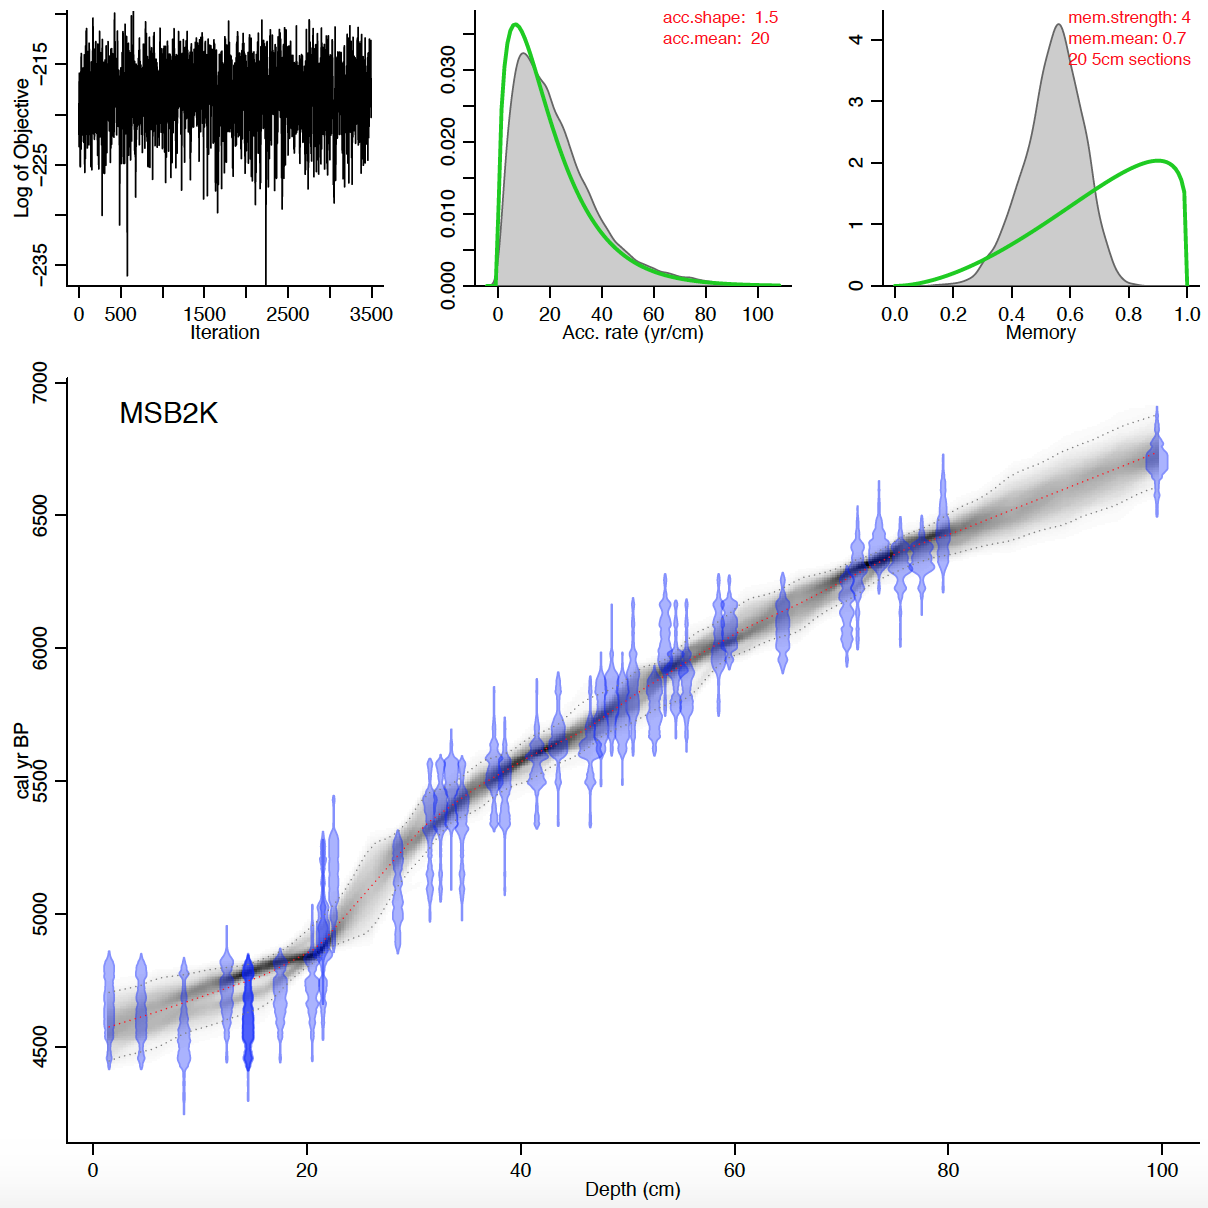 Log of Objective
−215
−225
−235
0 500 1500 2500 3500
Iteration
acc.shape: 1.5
acc.mean: 20
0.030
0.020
0.010
0.000
0 20 40 60 80 100
Acc. rate (yr/cm)
mem.strength: 4
mem.mean: 0.7
20 5cm sections
4
3
2
1
0
0.0 0.2 0.4 0.6 0.8 1.0
Memory
MSB2K
cal yr BP
7000
6500
6000
5500
5000
4500
0 20 40 60 80 100
Depth (cm)